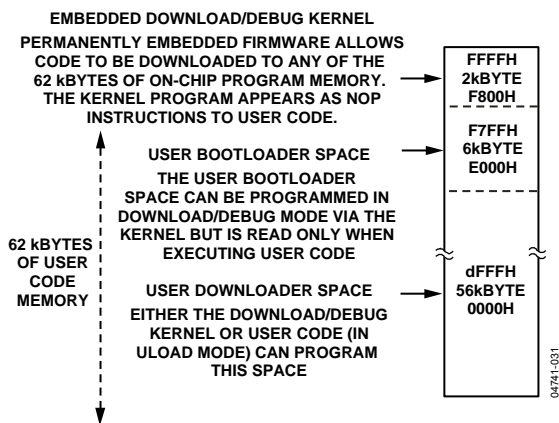 EMBEDDED DOWNLOAD/DEBUG KERNEL
PERMANENTLY EMBEDDED FIRMWARE ALLOWS
CODE TO BE DOWNLOADED TO ANY OF THE
62 kBYTES OF ON-CHIP PROGRAM MEMORY.
THE KERNEL PROGRAM APPEARS AS NOP
INSTRUCTIONS TO USER CODE.
FFFFH
2kBYTE
F800H
USER BOOTLOADER SPACE
THE USER BOOTLOADER
SPACE CAN BE PROGRAMMED IN
DOWNLOAD/DEBUG MODE VIA THE
KERNEL BUT IS READ ONLY WHEN
EXECUTING USER CODE
F7FFH
6kBYTE
E000H
62 kBYTES
OF USER
CODE
MEMORY
USER DOWNLOADER SPACE
EITHER THE DOWNLOAD/DEBUG
KERNEL OR USER CODE (IN
ULOAD MODE) CAN PROGRAM
THIS SPACE
dFFFH
56kBYTE
0000H
04741-031